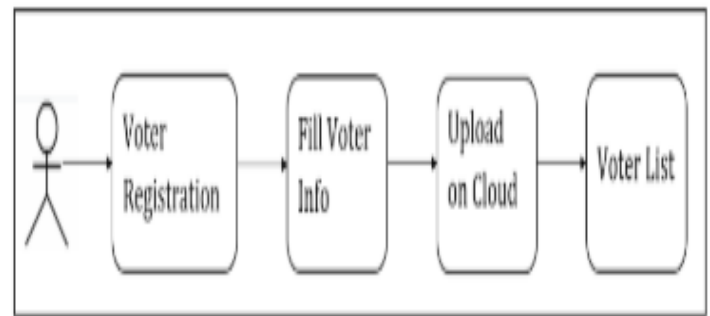 Voter
Registration
Fill Voter
Info
Upload
on Cloud
Voter List